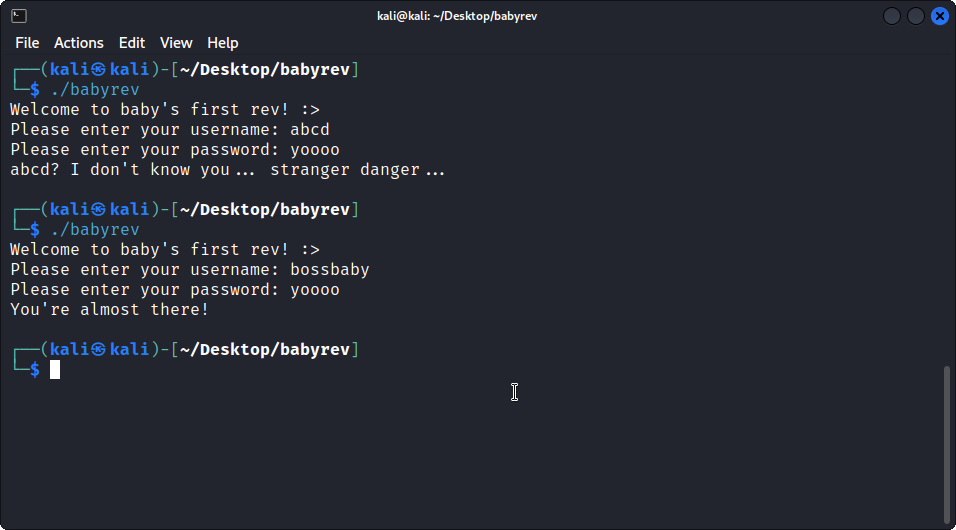 kali@kali: ~/Desktop/babyrev
File Actions Edit View Help
┌──(kali㉿kali)-[~/Desktop/babyrev]
└─$ ./babyrev
Welcome to baby's first rev! :>
Please enter your username: abcd
Please enter your password: yoooo
abcd? I don't know you... stranger danger...
┌──(kali㉿kali)-[~/Desktop/babyrev]
└─$ ./babyrev
Welcome to baby's first rev! :>
Please enter your username: bossbaby
Please enter your password: yoooo
You're almost there!
┌──(kali㉿kali)-[~/Desktop/babyrev]
└─$